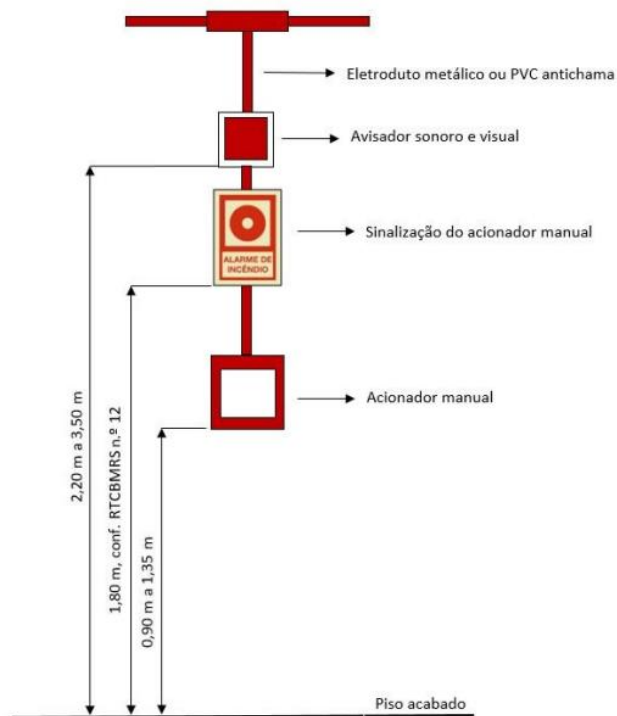 Eletroduto metálico ou PVC antichama
Avisador sonoro e visual
Sinalização do acionador manual
ALARME DE
INCÊNDIO
Acionador manual
2,20 m a 3,50 m
1,80 m, conf. RTCBMRS n.º 12
0,90 m a 1,35 m
Piso acabado